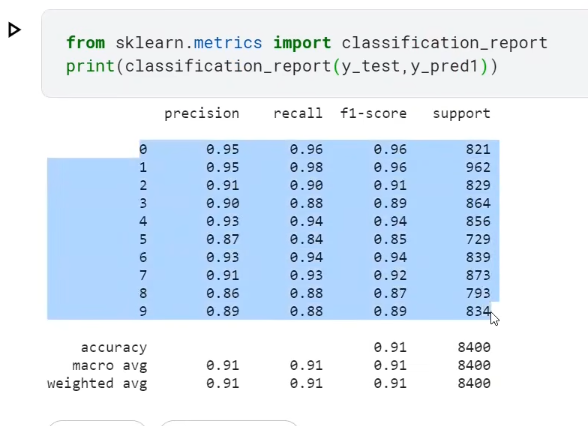 from sklearn.metrics import classification_report
print(classification_report(y_test,y_pred1))
precision recall f1-score support
0 0.95 0.96 0.96 821
1 0.95 0.98 0.96 962
2 0.91 0.90 0.91 829
3 0.90 0.88 0.89 864
4 0.93 0.94 0.94 856
5 0.87 0.84 0.85 729
6 0.93 0.94 0.94 839
7 0.91 0.93 0.92 873
8 0.86 0.88 0.87 793
9 0.89 0.88 0.89 834
accuracy 0.91 8400
macro avg 0.91 0.91 0.91 8400
weighted avg 0.91 0.91 0.91 8400